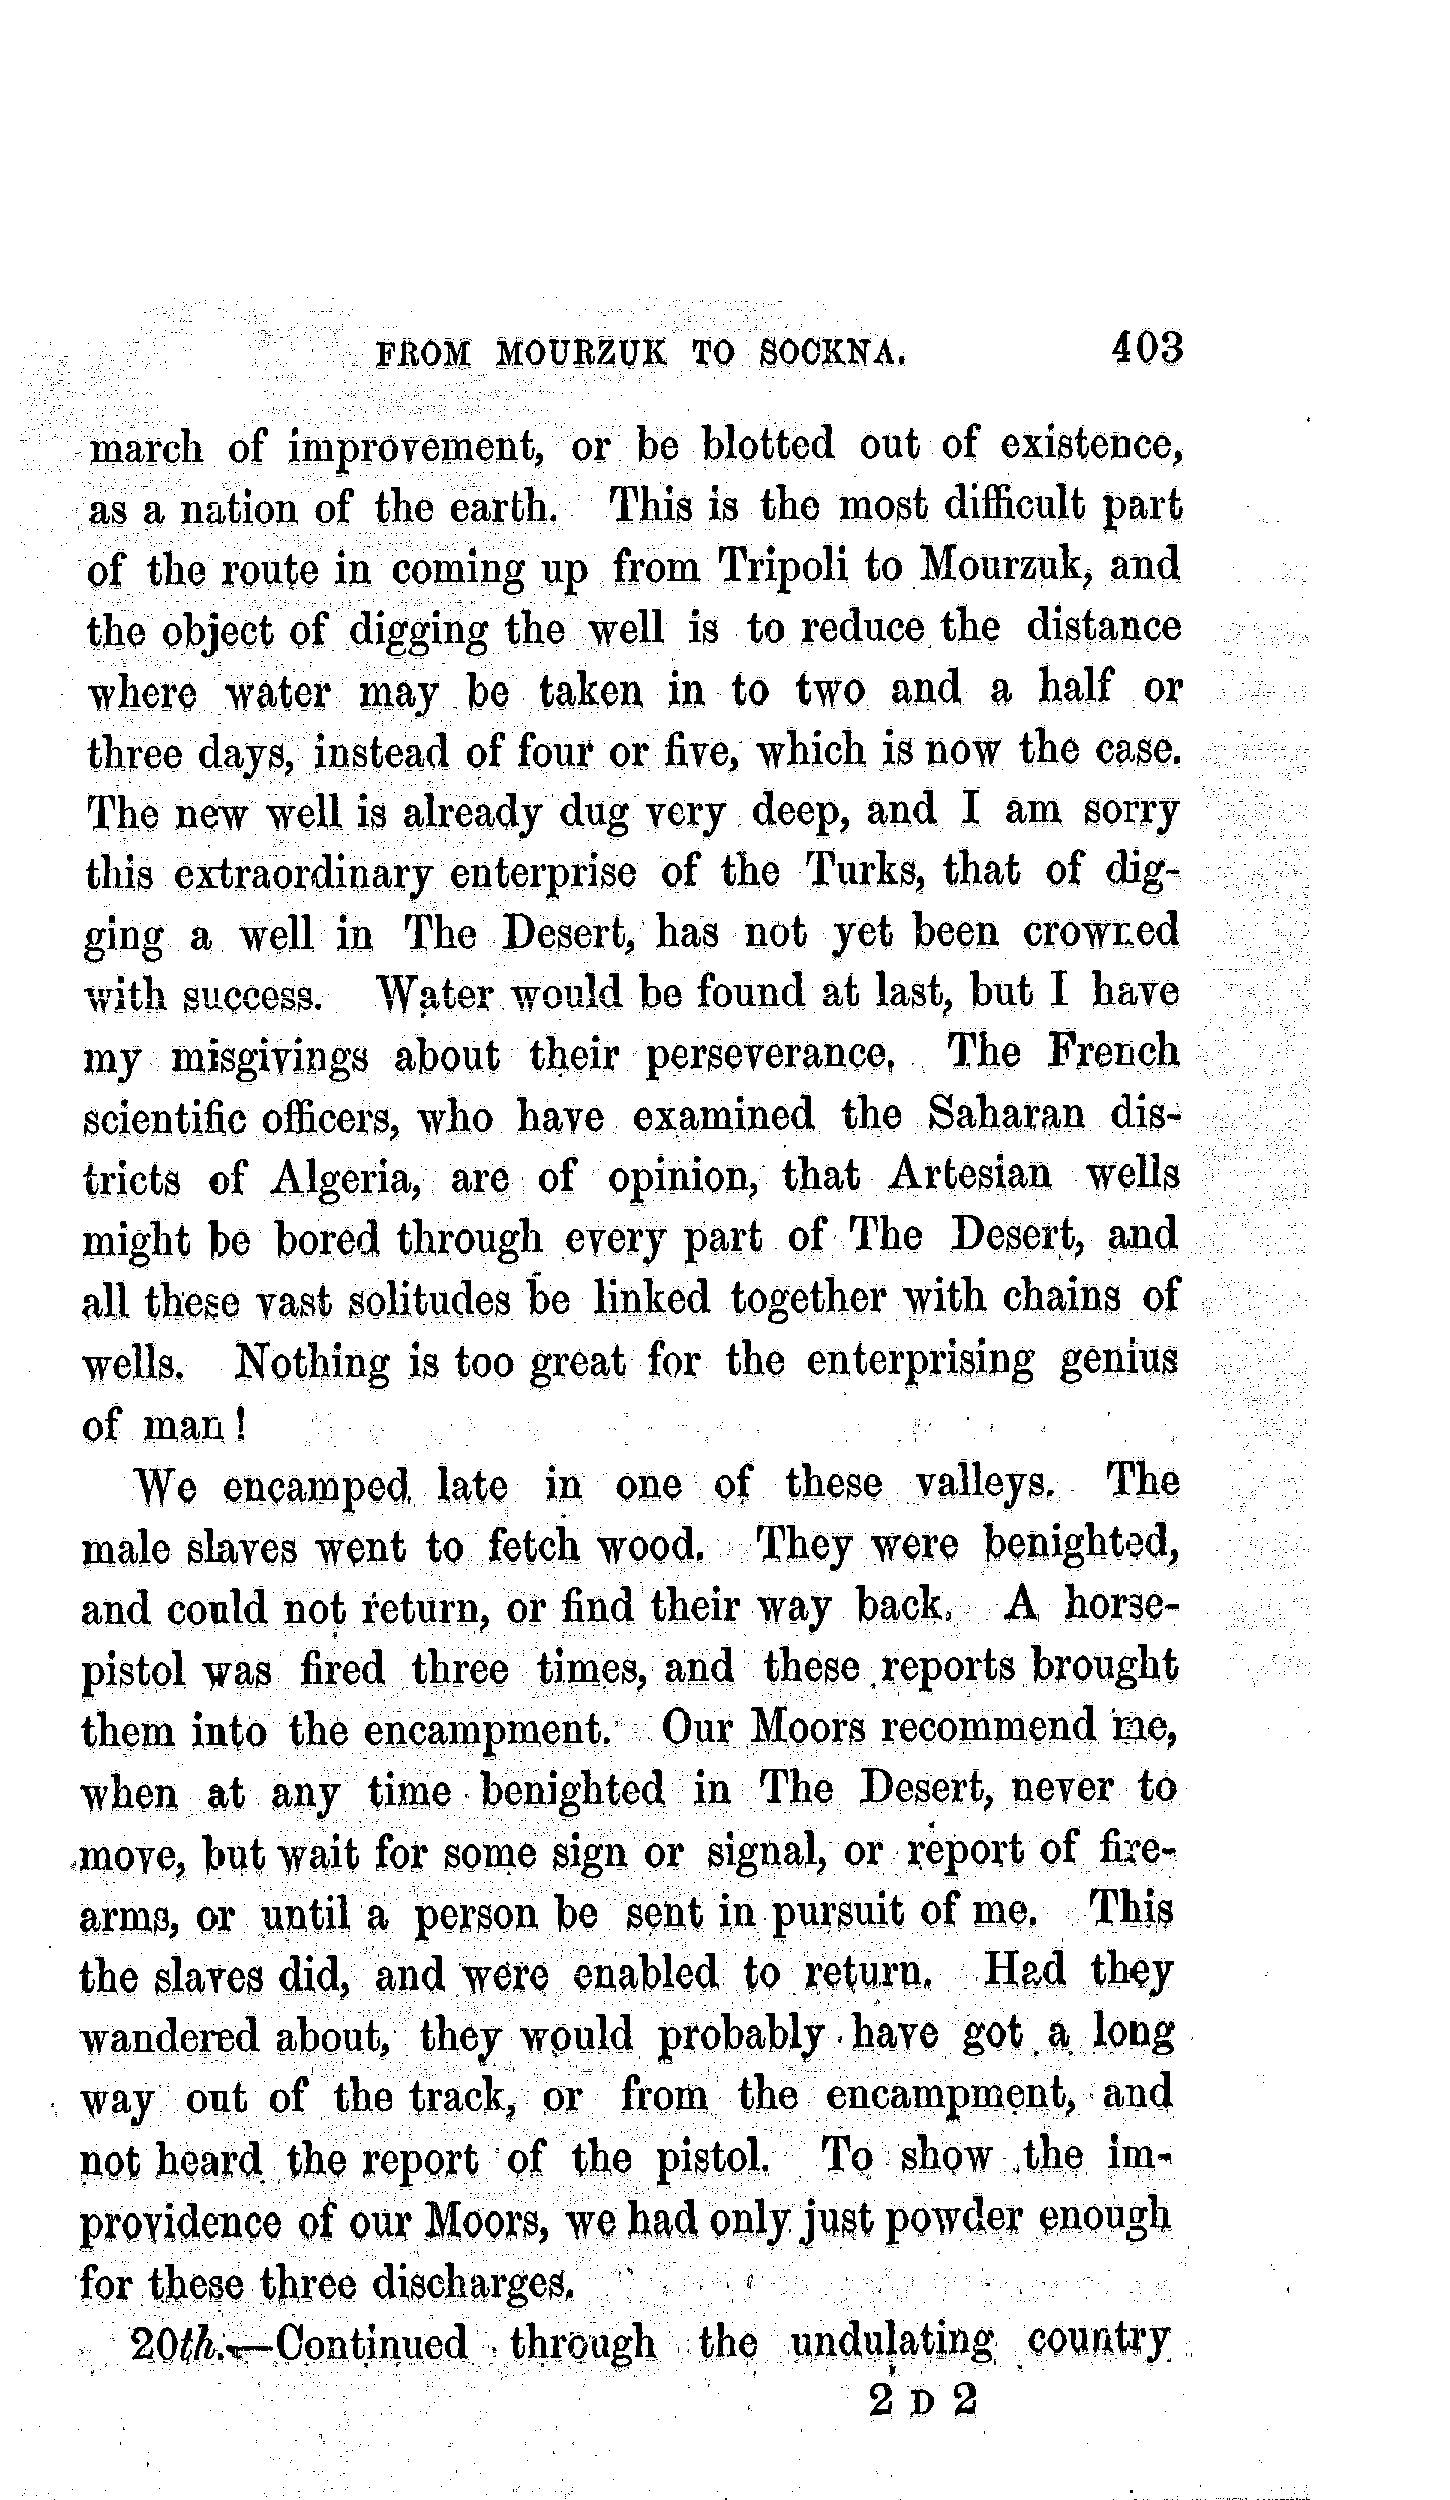 FROM MOURZUK TO SOCKNA. 403
march of improvement, or be blotted out of existence,
as a nation of the earth. This is the most difficult part
of the route in coming up from Tripoli to Mourzuk, and
the object of digging the well is to reduce the distance
where water may be taken in to two and a half or
three days, instead of four or five, which is now the case.
The new well is already dug very deep, and I am sorry
this extraordinary enterprise of the Turks, that of dig-
ging a well in The Desert, has not yet been crowned
with success. Water would be found at last, but I have
my misgivings about their perseverance. The French
scientific officers, who have examined the Saharan dis-
tricts of Algeria, are of opinion, that Artesian wells
might be bored through every part of The Desert, and
all these vast solitudes be linked together with chains of
wells. Nothing is too great for the enterprising genius
of man!
We encamped late in one of these valleys. The
male slaves went to fetch wood. They were benighted,
and could not return, or find their way back. A horse-
pistol was fired three times, and these reports brought
them into the encampment. Our Moors recommend me,
when at any time benighted in The Desert, never to
move, but wait for some sign or signal, or report of fire-
arms, or until a person be sent in pursuit of me. This
the slaves did, and were enabled to return. Had they
wandered about, they would probably have got a long
way out of the track, or from the encampment, and
not heard the report of the pistol. To show the im-
providence of our Moors, we had only just powder enough
for these three discharges.
20th.—Continued through the undulating country
2 D 2